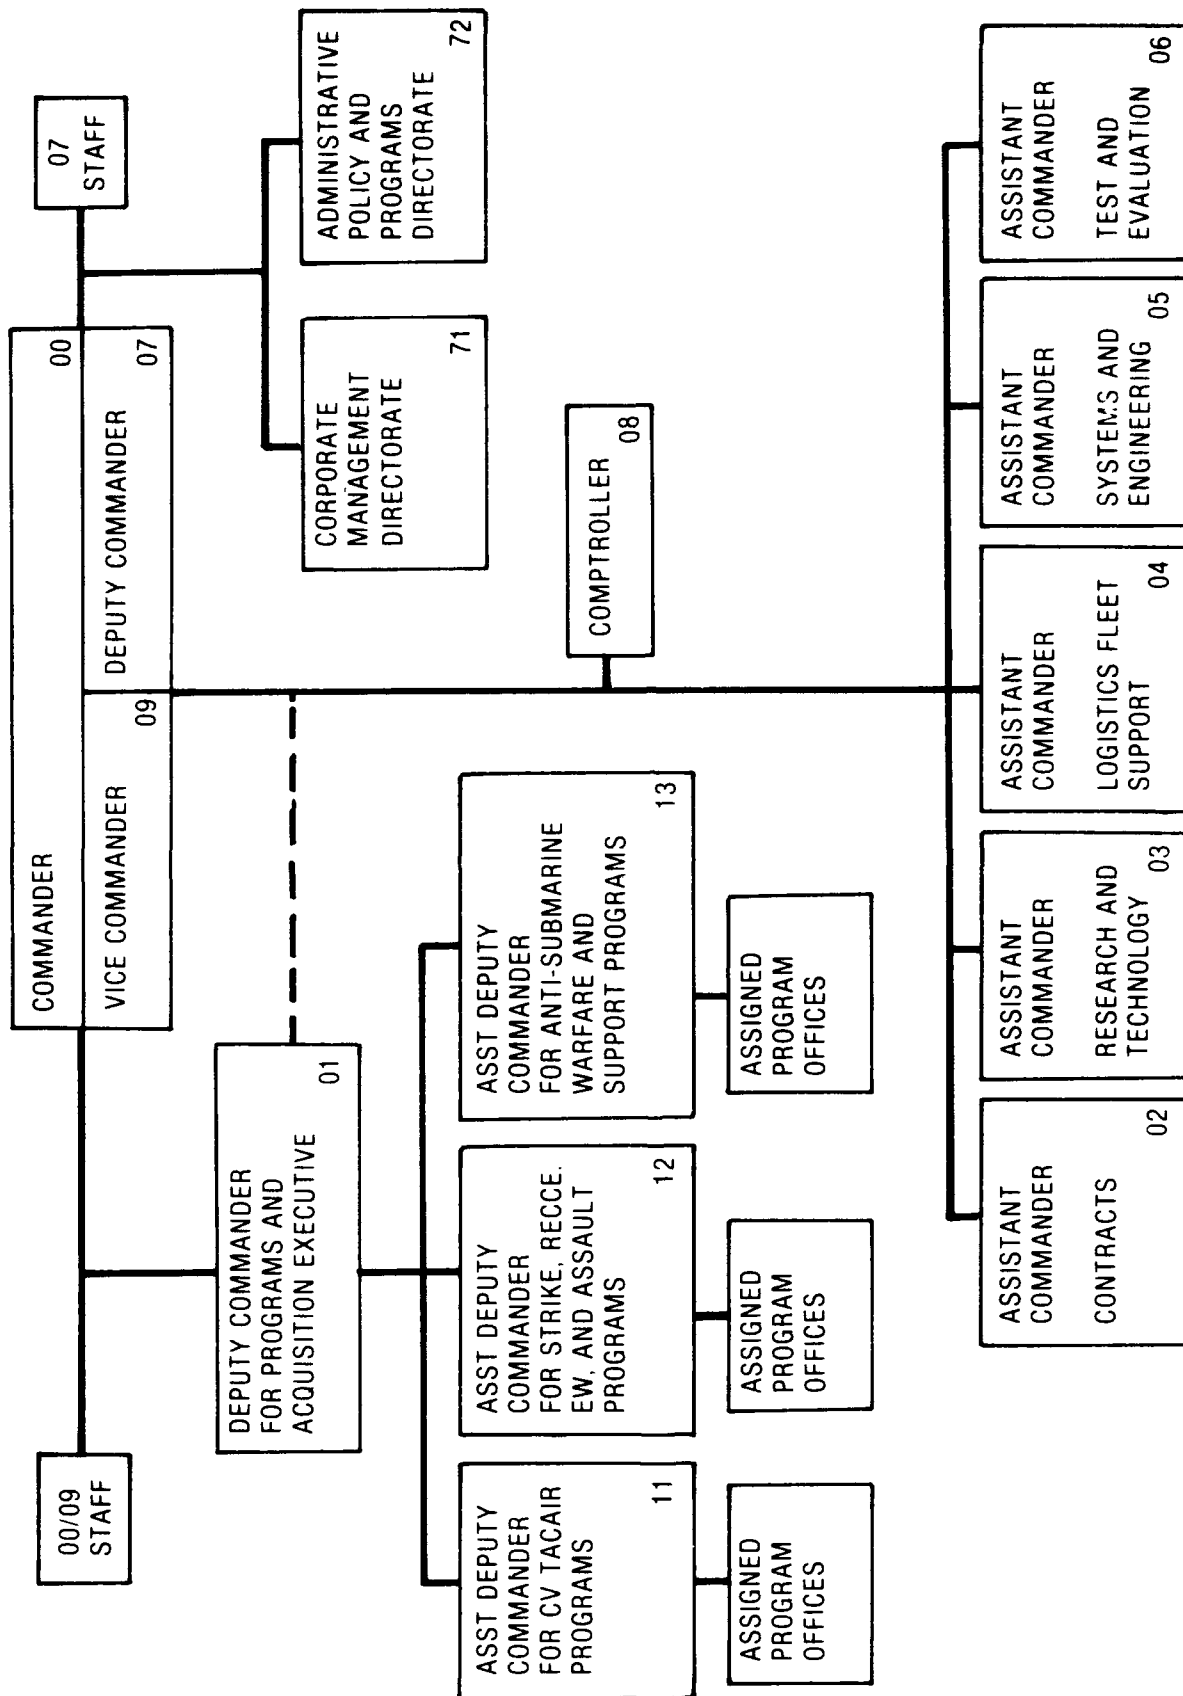 COMMANDER
00
VICE COMMANDER
09
DEPUTY COMMANDER
07
00/09
STAFF
07
STAFF
DEPUTY COMMANDER
FOR PROGRAMS AND
ACQUISITION EXECUTIVE
01
CORPORATE
MANAGEMENT
DIRECTORATE
71
ADMINISTRATIVE
POLICY AND
PROGRAMS
DIRECTORATE
72
ASST DEPUTY
COMMANDER
FOR CV TACAIR
PROGRAMS
11
ASST DEPUTY
COMMANDER
FOR STRIKE, RECCE.
EW, AND ASSAULT
PROGRAMS
12
ASST DEPUTY
COMMANDER
FOR ANTI-SUBMARINE
WARFARE AND
SUPPORT PROGRAMS
13
COMPTROLLER
08
ASSIGNED
PROGRAM
OFFICES
ASSIGNED
PROGRAM
OFFICES
ASSIGNED
PROGRAM
OFFICES
ASSISTANT
COMMANDER
CONTRACTS
02
ASSISTANT
COMMANDER
RESEARCH AND
TECHNOLOGY
03
ASSISTANT
COMMANDER
LOGISTICS FLEET
SUPPORT
04
ASSISTANT
COMMANDER
SYSTEMS AND
ENGINEERING
05
ASSISTANT
COMMANDER
TEST AND
EVALUATION
06